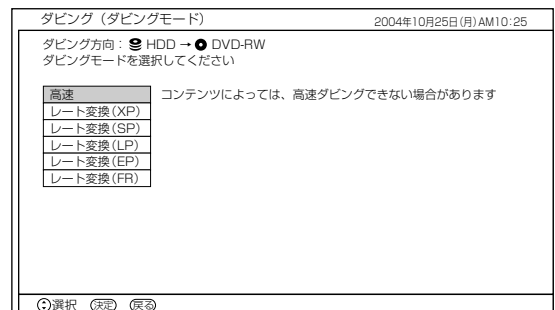 ダビング（ダビングモード） 2004年10月25日(月)AM10:25
ダビング方向： HDD → DVD-RW
ダビングモードを選択してください
高速 コンテンツによっては、高速ダビングできない場合があります
レート変換(XP)
レート変換(SP)
レート変換(LP)
レート変換(EP)
レート変換(FR)
選択 決定 戻る